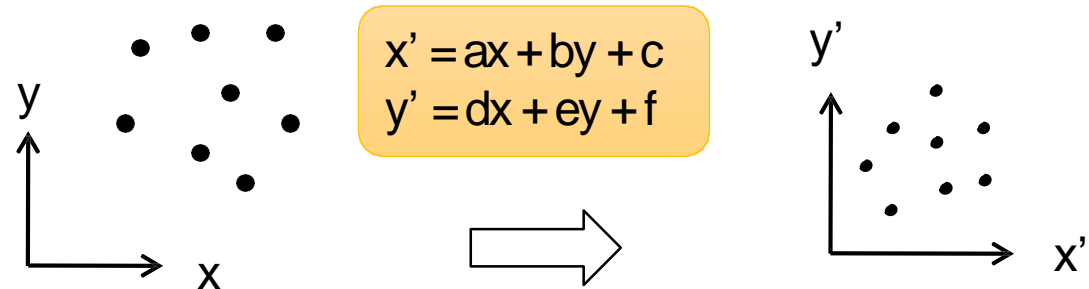 y
x
x’ = ax + by + c
y’ = dx + ey + f
y’
x’